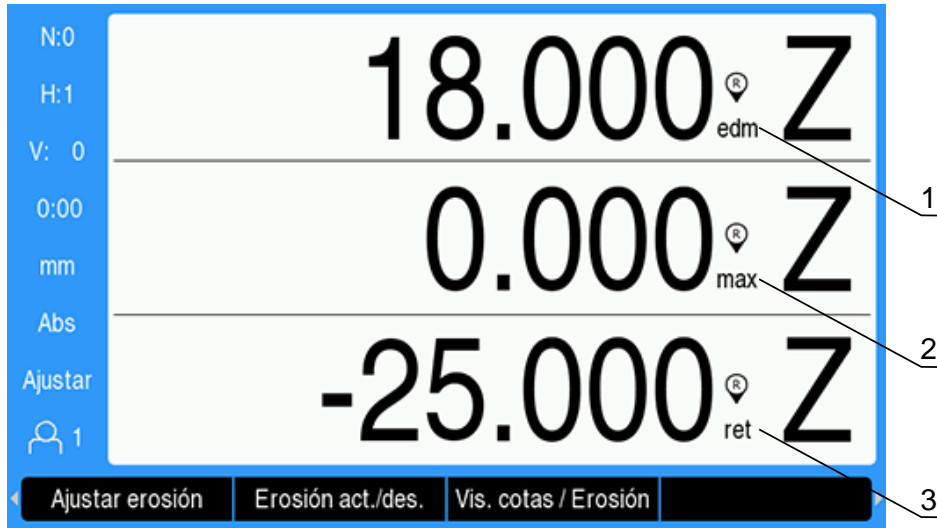 N:0
H:1
V: 0
0:00
mm
Abs
Ajustar
1
18.000 R edm Z
0.000 R max Z
-25.000 R ret Z
1
2
3
Ajustar erosión
Erosión act./des.
Vis. cotas / Erosión